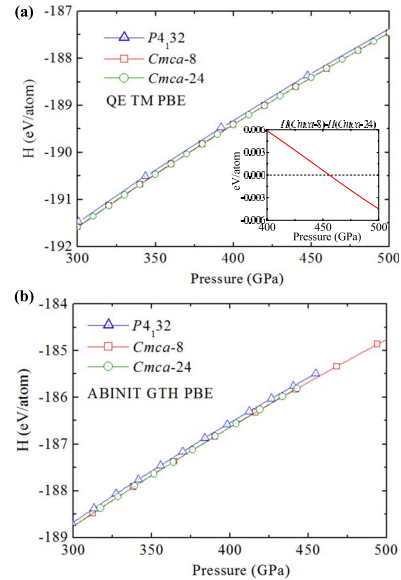 (a)
-187
-188
-189
-190
-191
-192
H (eV/atom)
P4₁32
Cmca-8
Cmca-24
QE TM PBE
H(Cmca-8)-H(Cmca-24)
0.006
0.003
0.000
-0.003
-0.006
eV/atom
400 450 500
Pressure (GPa)
300 350 400 450 500
Pressure (GPa)
(b)
-184
-185
-186
-187
-188
-189
H (eV/atom)
P4₁32
Cmca-8
Cmca-24
ABINIT GTH PBE
300 350 400 450 500
Pressure (GPa)